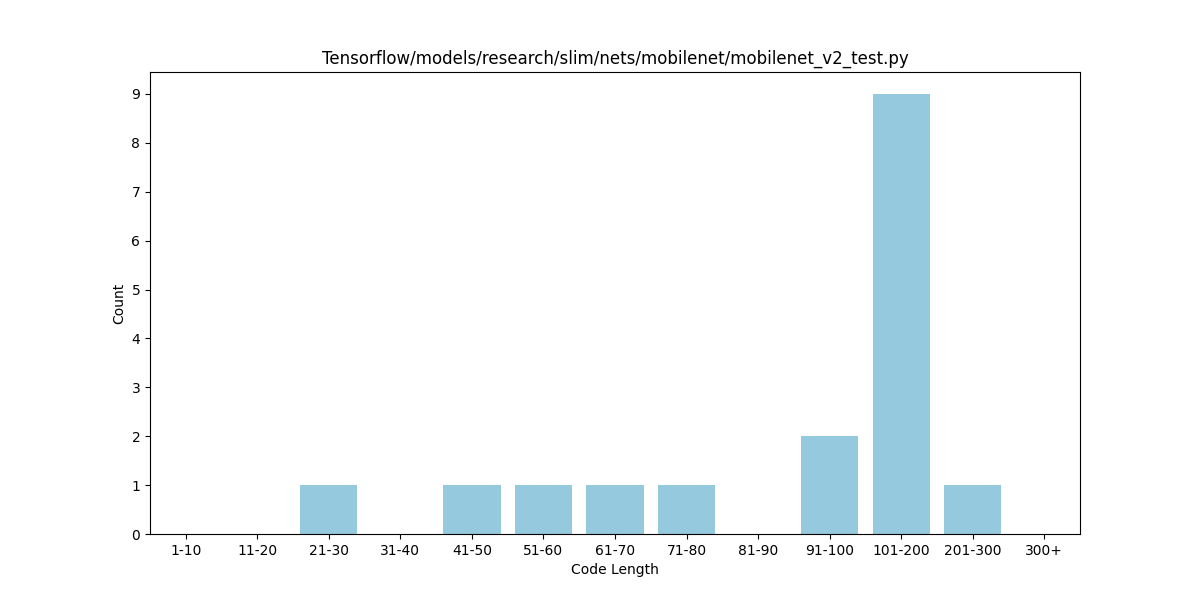 Tensorflow/models/research/slim/nets/mobilenet/mobilenet_v2_test.py
9
8
7
6
5
4
3
2
1
0
Count
1-10 11-20 21-30 31-40 41-50 51-60 61-70 71-80 81-90 91-100 101-200 201-300 300+
Code Length